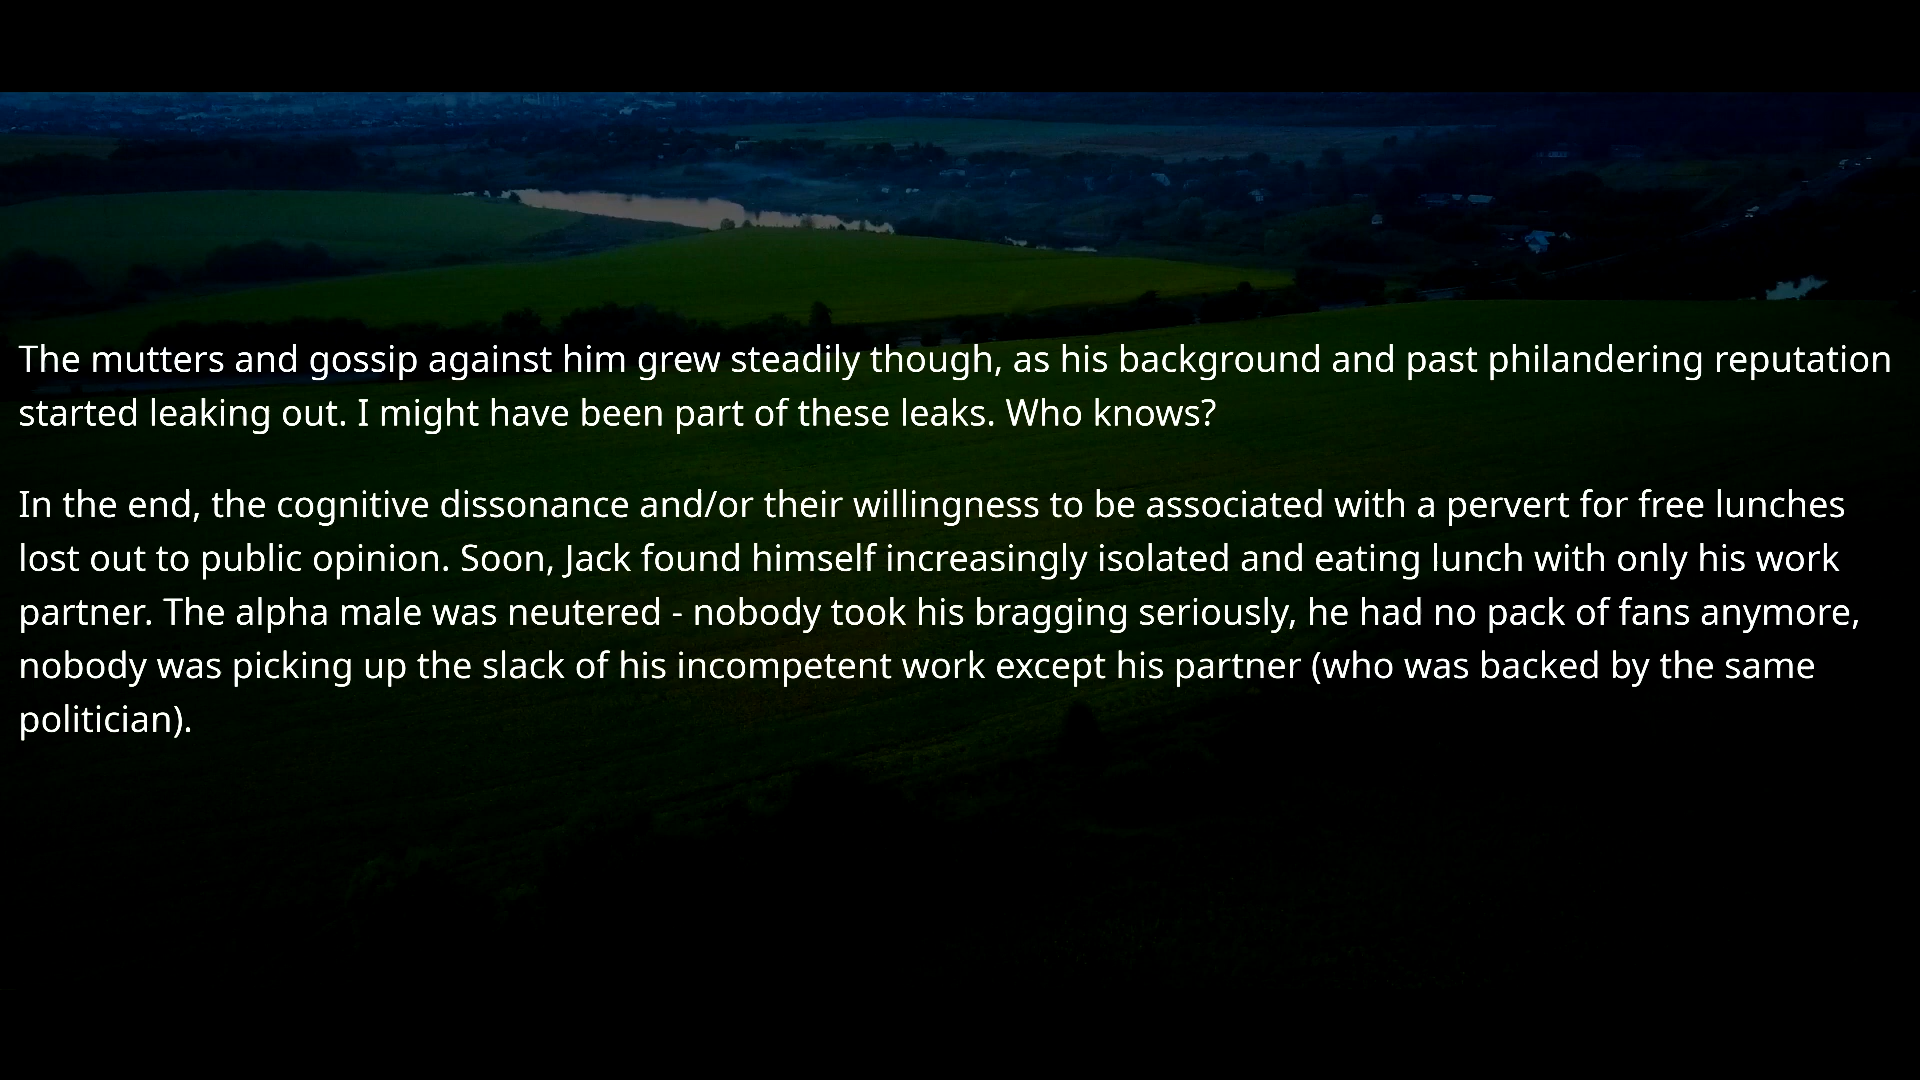 The mutters and gossip against him grew steadily though, as his background and past philandering reputation
started leaking out. I might have been part of these leaks. Who knows?
In the end, the cognitive dissonance and/or their willingness to be associated with a pervert for free lunches
lost out to public opinion. Soon, Jack found himself increasingly isolated and eating lunch with only his work
partner. The alpha male was neutered - nobody took his bragging seriously, he had no pack of fans anymore,
nobody was picking up the slack of his incompetent work except his partner (who was backed by the same
politician).